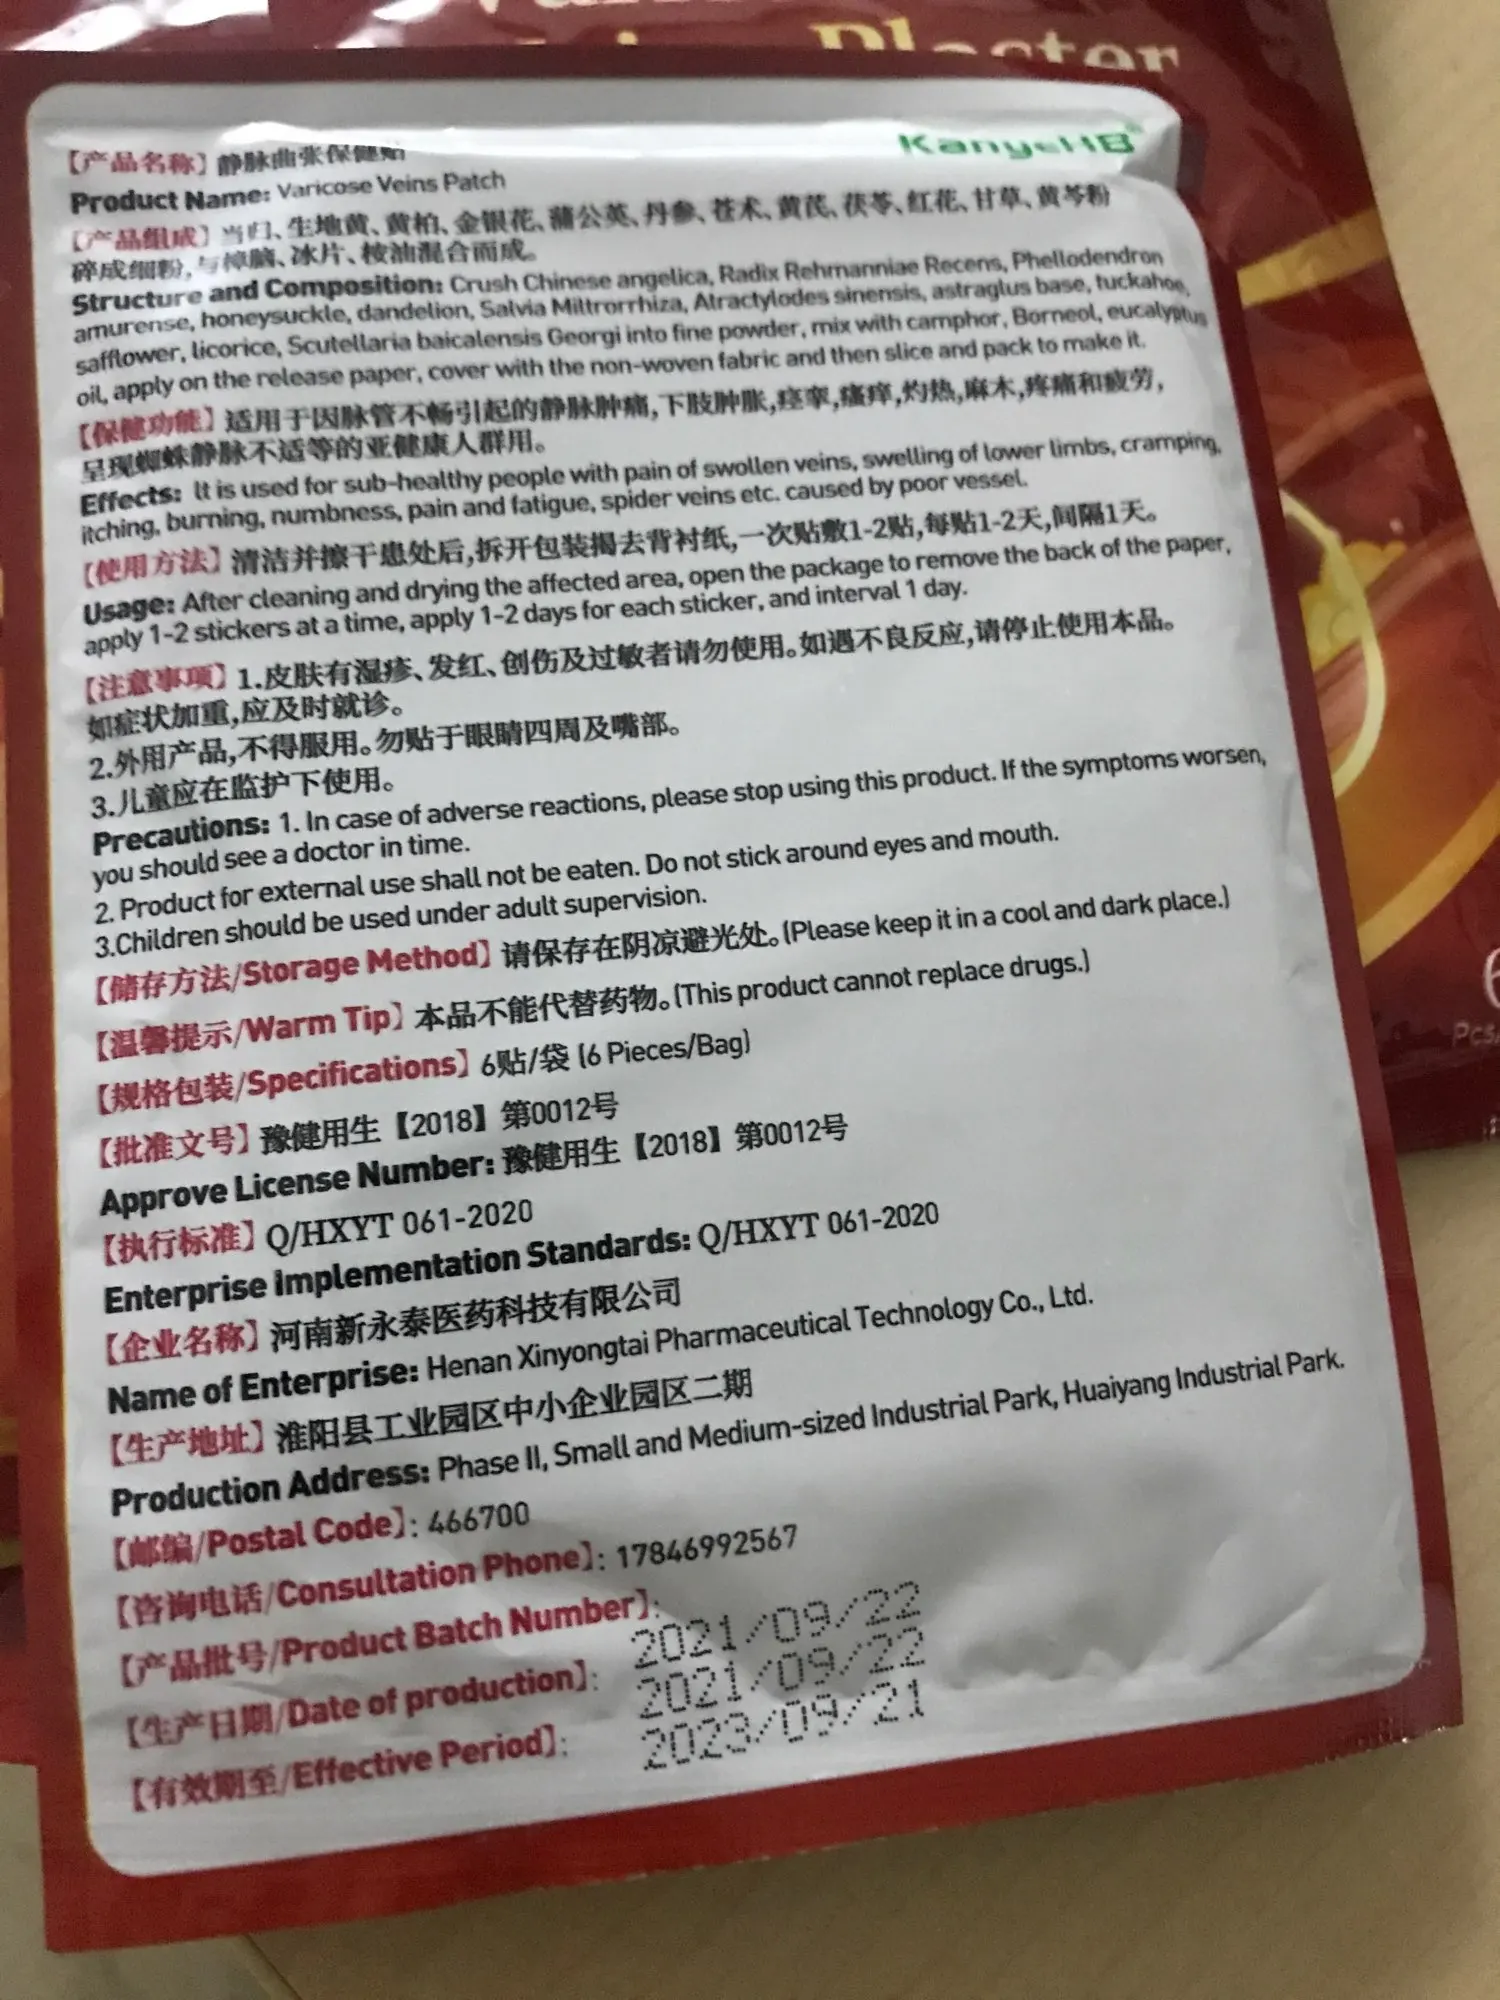 Plaster
KanyeHB
【产品名称】静脉曲张保健贴
Product Name: Varicose Veins Patch
【产品组成】当归、生地黄、黄柏、金银花、蒲公英、丹参、苍术、黄芪、茯苓、红花、甘草、黄芩粉
碎成细粉,与樟脑、冰片、桉油混合而成。
Structure and Composition: Crush Chinese angelica, Radix Rehmanniae Recens, Phellodendron
amurense, honeysuckle, dandelion, Salvia Miltrorrhiza, Atractylodes sinensis, astraglus base, tuckahoe,
safflower, licorice, Scutellaria baicalensis Georgi into fine powder, mix with camphor, Borneol, eucalyptus
oil, apply on the release paper, cover with the non-woven fabric and then slice and pack to make it.
【保健功能】适用于因脉管不畅引起的静脉肿痛,下肢肿胀,痉挛,瘙痒,灼热,麻木,疼痛和疲劳,
呈现蜘蛛静脉不适等的亚健康人群用。
Effects: It is used for sub-healthy people with pain of swollen veins, swelling of lower limbs, cramping,
itching, burning, numbness, pain and fatigue, spider veins etc. caused by poor vessel.
【使用方法】清洁并擦干患处后,拆开包装揭去背衬纸,一次贴敷1-2贴,每贴1-2天,间隔1天。
Usage: After cleaning and drying the affected area, open the package to remove the back of the paper,
apply 1-2 stickers at a time, apply 1-2 days for each sticker, and interval 1 day.
【注意事项】1.皮肤有湿疹、发红、创伤及过敏者请勿使用。如遇不良反应,请停止使用本品。
如症状加重,应及时就诊。
2.外用产品,不得服用。勿贴于眼睛四周及嘴部。
3.儿童应在监护下使用。
Precautions: 1. In case of adverse reactions, please stop using this product. If the symptoms worsen,
you should see a doctor in time.
2. Product for external use shall not be eaten. Do not stick around eyes and mouth.
3.Children should be used under adult supervision.
【储存方法/Storage Method】请保存在阴凉避光处。(Please keep it in a cool and dark place.)
【温馨提示/Warm Tip】本品不能代替药物。(This product cannot replace drugs.)
【规格包装/Specifications】6贴/袋 (6 Pieces/Bag)
【批准文号】豫健用生【2018】第0012号
Approve License Number: 豫健用生【2018】第0012号
【执行标准】Q/HXYT 061-2020
Enterprise Implementation Standards: Q/HXYT 061-2020
【企业名称】河南新永泰医药科技有限公司
Name of Enterprise: Henan Xinyongtai Pharmaceutical Technology Co., Ltd.
【生产地址】淮阳县工业园区中小企业园区二期
Production Address: Phase II, Small and Medium-sized Industrial Park, Huaiyang Industrial Park.
【邮编/Postal Code】: 466700
【咨询电话/Consultation Phone】: 17846992567
【产品批号/Product Batch Number】: 2021/09/22
【生产日期/Date of production】: 2021/09/22
【有效期至/Effective Period】: 2023/09/21